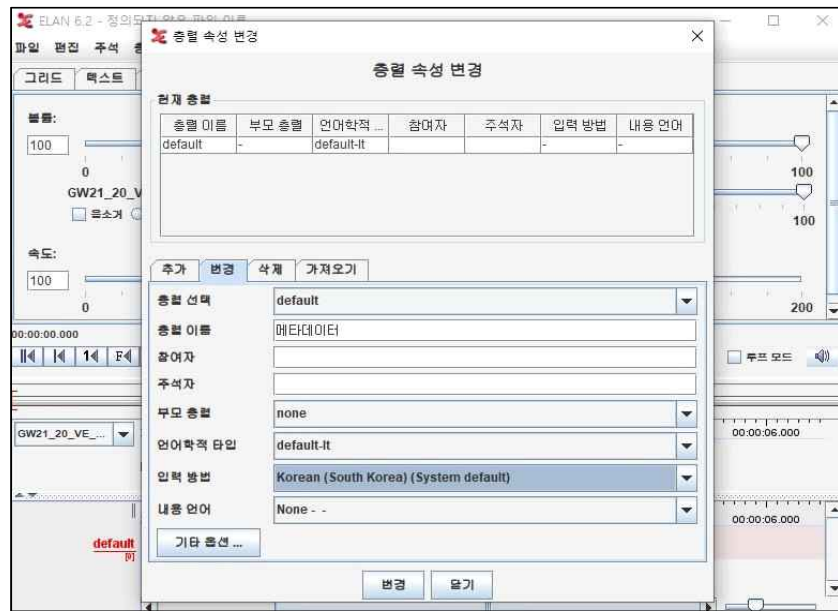 ELAN 6.2 - 정의되지 않은 파일 이름
파일 편집 주석
그리드 텍스트
볼륨:
100
0
100
GW21_20_V
음소거
100
속도:
100
0
200
00:00:00.000
루프 모드
GW21_20_VE_...
00:00:06.000
00:00:06.000
default
[0]
층렬 속성 변경
층렬 속성 변경
현재 층렬
층렬 이름 부모 층렬 언어학적 ... 참여자 주석자 입력 방법 내용 언어
default - default-lt - -
추가 변경 삭제 가져오기
층렬 선택 default
층렬 이름 메타데이터
참여자
주석자
부모 층렬 none
언어학적 타입 default-lt
입력 방법 Korean (South Korea) (System default)
내용 언어 None - -
기타 옵션 ...
변경 닫기